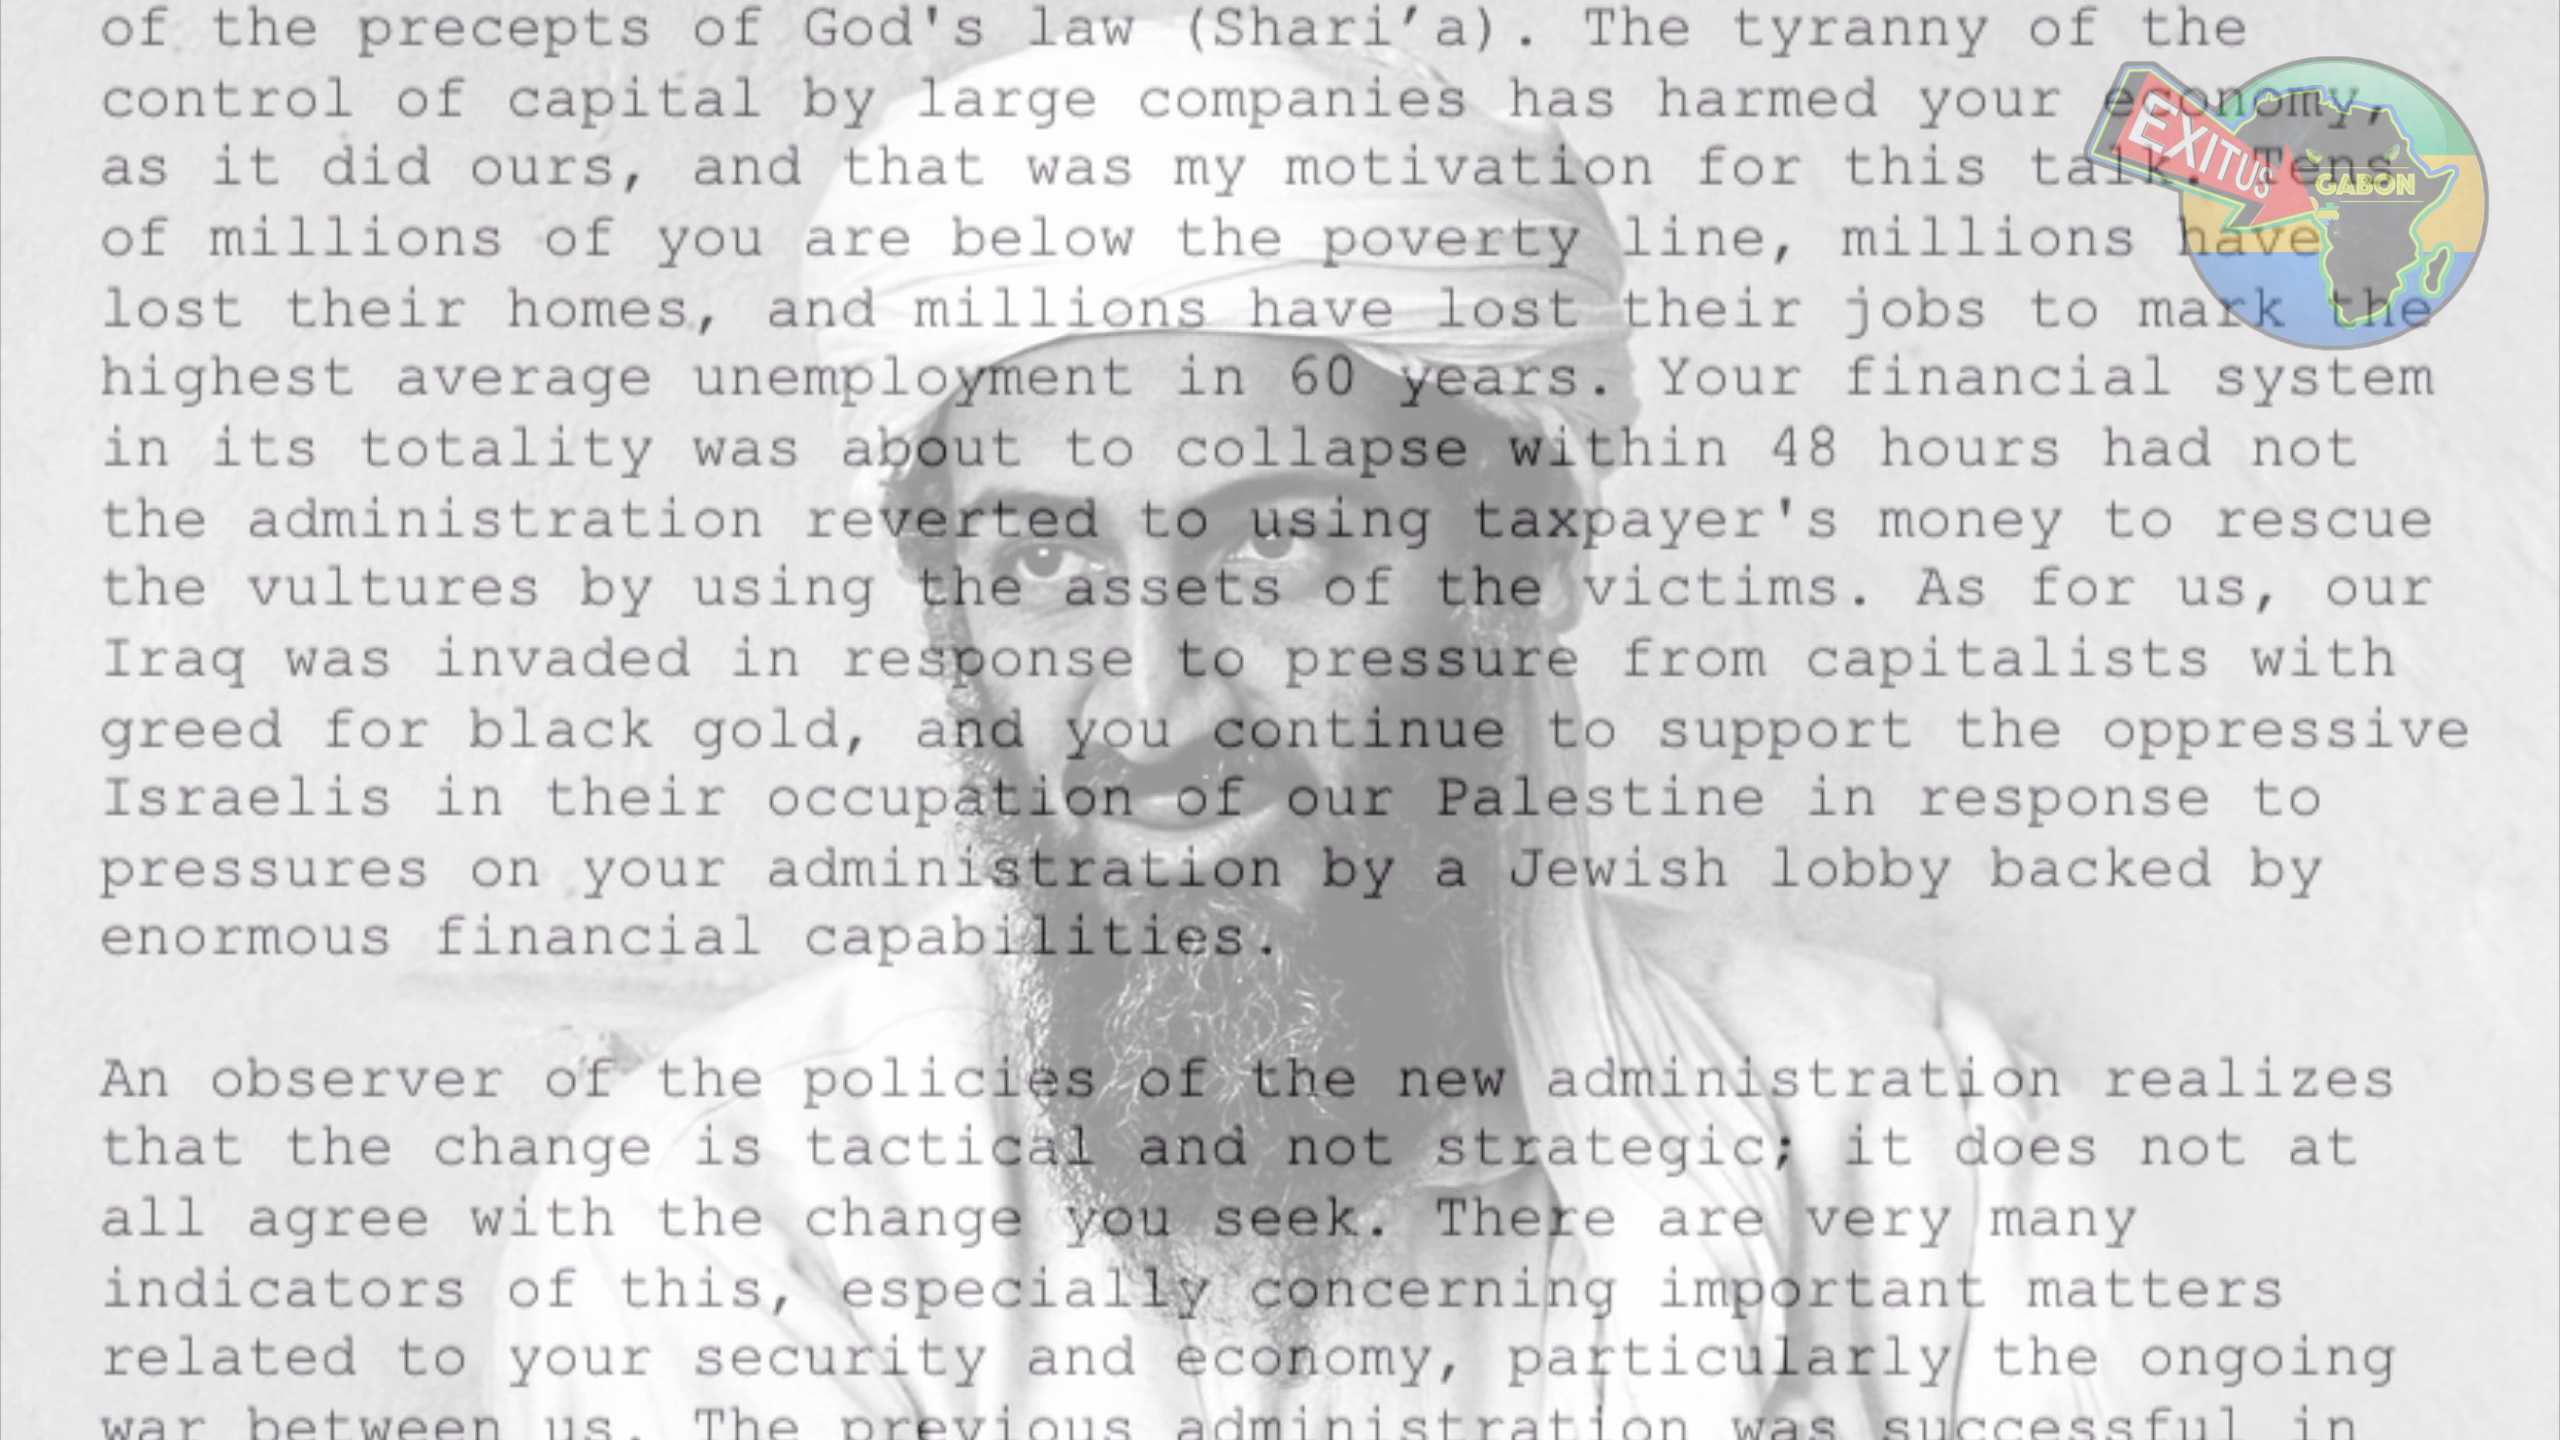 of the precepts of God's law (Shari’a). The tyranny of the
control of capital by large companies has harmed your economy,
as it did ours, and that was my motivation for this talk. Tens
of millions of you are below the poverty line, millions have
lost their homes, and millions have lost their jobs to mark the
highest average unemployment in 60 years. Your financial system
in its totality was about to collapse within 48 hours had not
the administration reverted to using taxpayer's money to rescue
the vultures by using the assets of the victims. As for us, our
Iraq was invaded in response to pressure from capitalists with
greed for black gold, and you continue to support the oppressive
Israelis in their occupation of our Palestine in response to
pressures on your administration by a Jewish lobby backed by
enormous financial capabilities.
An observer of the policies of the new administration realizes
that the change is tactical and not strategic; it does not at
all agree with the change you seek. There are very many
indicators of this, especially concerning important matters
related to your security and economy, particularly the ongoing
war between us. The previous administration was successful in
EXITUS
GABON